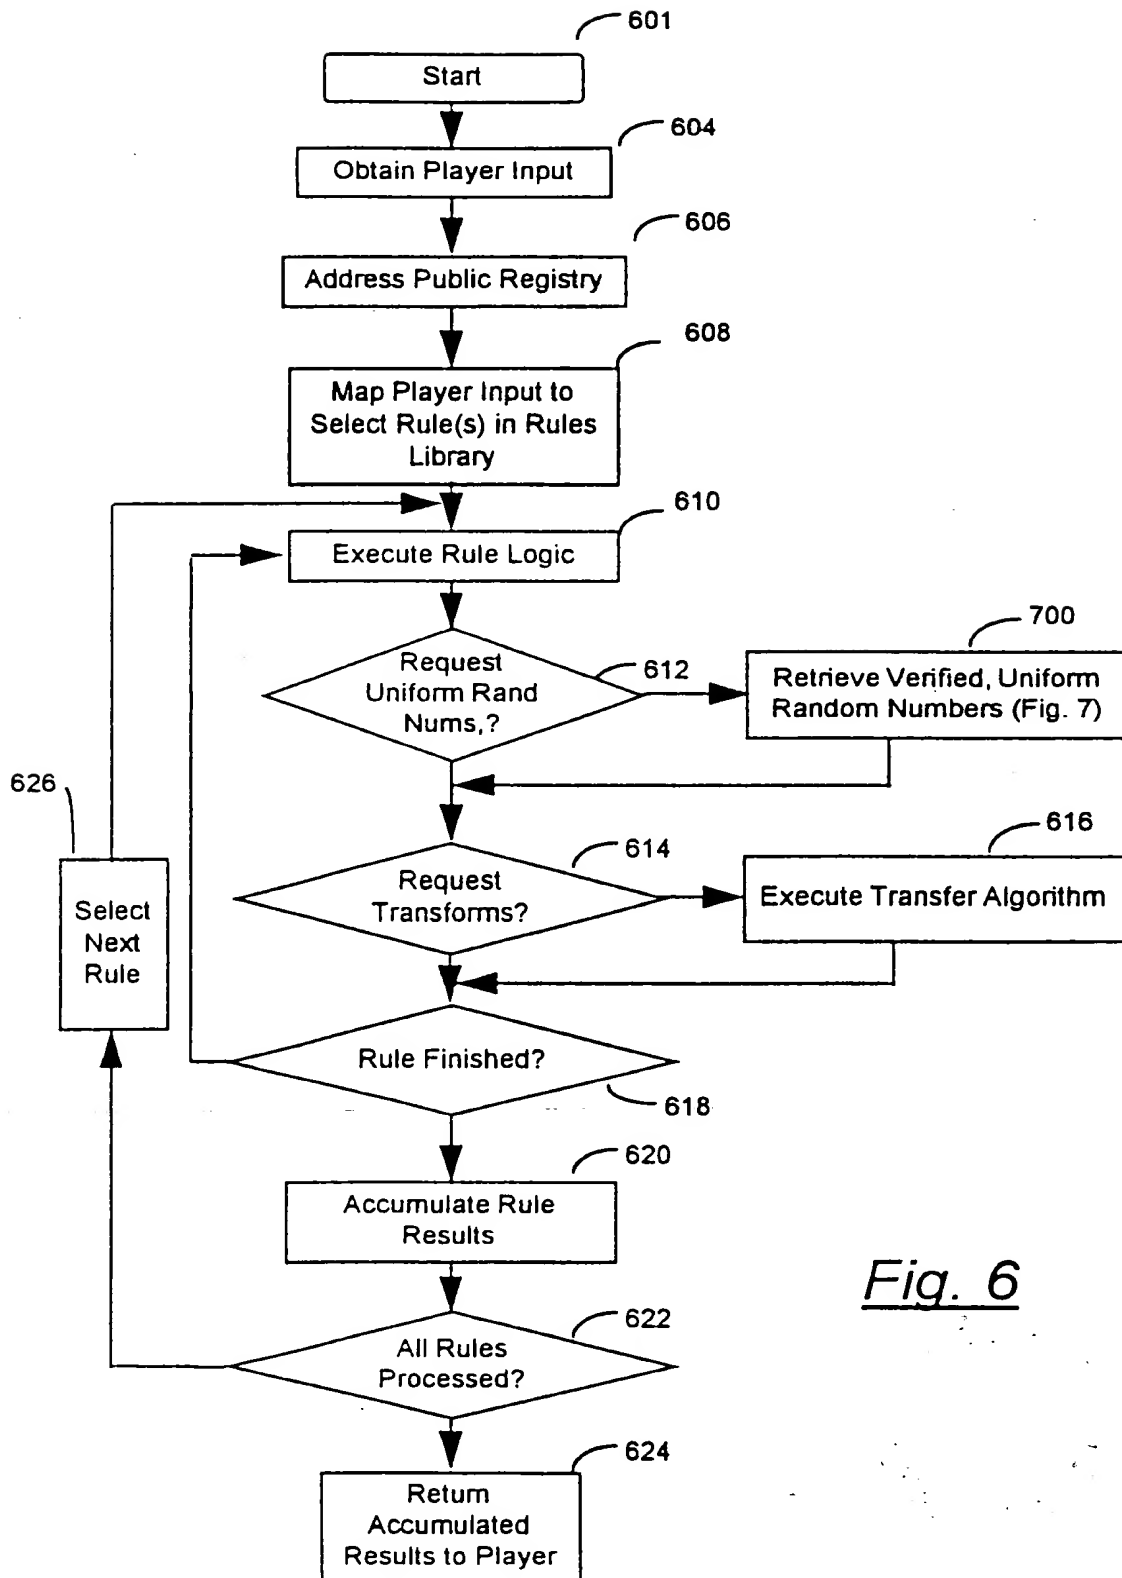 601
Start
604
Obtain Player Input
606
Address Public Registry
608
Map Player Input to
Select Rule(s) in Rules
Library
610
Execute Rule Logic
700
Request
Uniform Rand
Nums,?
612
Retrieve Verified, Uniform
Random Numbers (Fig. 7)
626
614
616
Request
Transforms?
Execute Transfer Algorithm
Select
Next
Rule
Rule Finished?
618
620
Accumulate Rule
Results
Fig. 6
622
All Rules
Processed?
624
Return
Accumulated
Results to Player